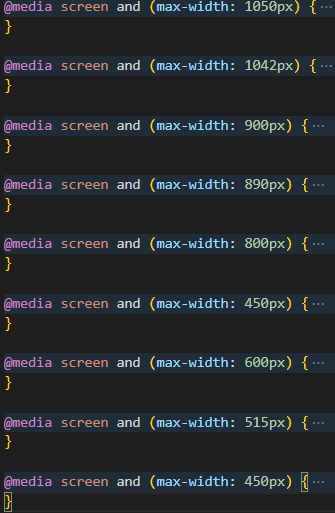 @media screen and (max-width: 1050px) { ···
}
@media screen and (max-width: 1042px) { ···
}
@media screen and (max-width: 900px) { ···
}
@media screen and (max-width: 890px) { ···
}
@media screen and (max-width: 800px) { ···
}
@media screen and (max-width: 450px) { ···
}
@media screen and (max-width: 600px) { ···
}
@media screen and (max-width: 515px) { ···
}
@media screen and (max-width: 450px) { ···
}